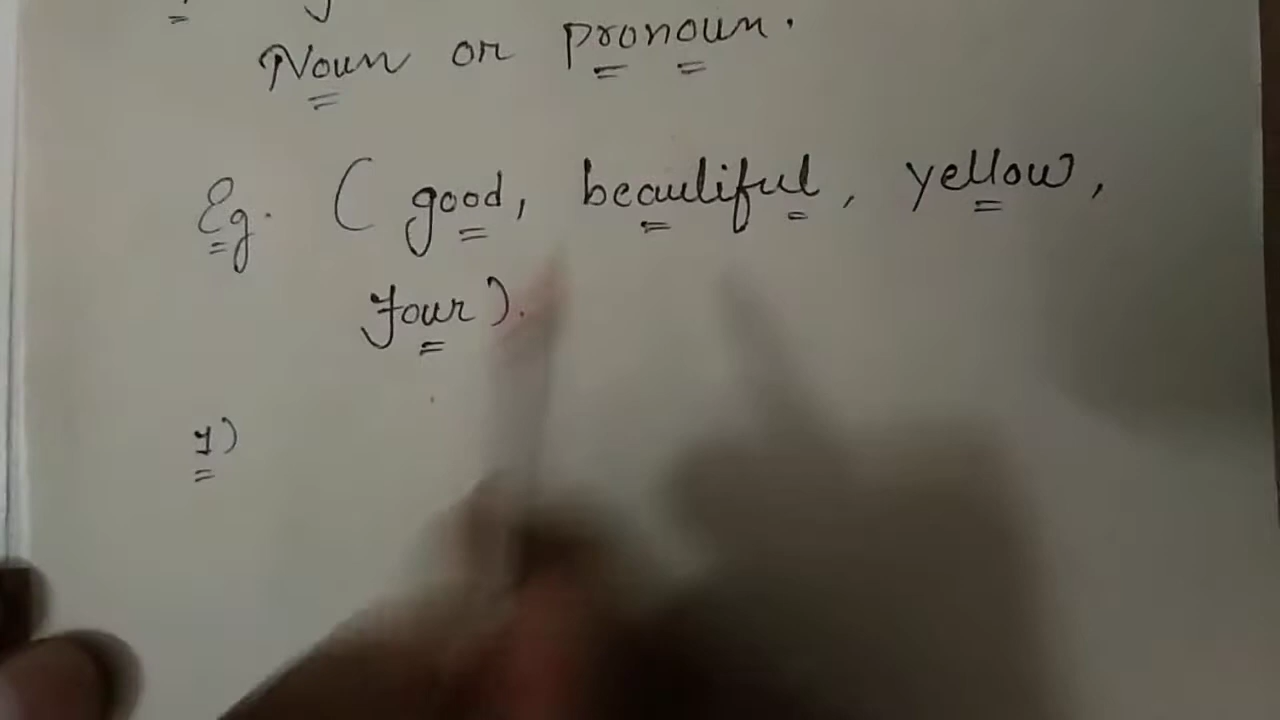 Noun or pronoun.
Eg. (good, beautiful, yellow,
four).
1)